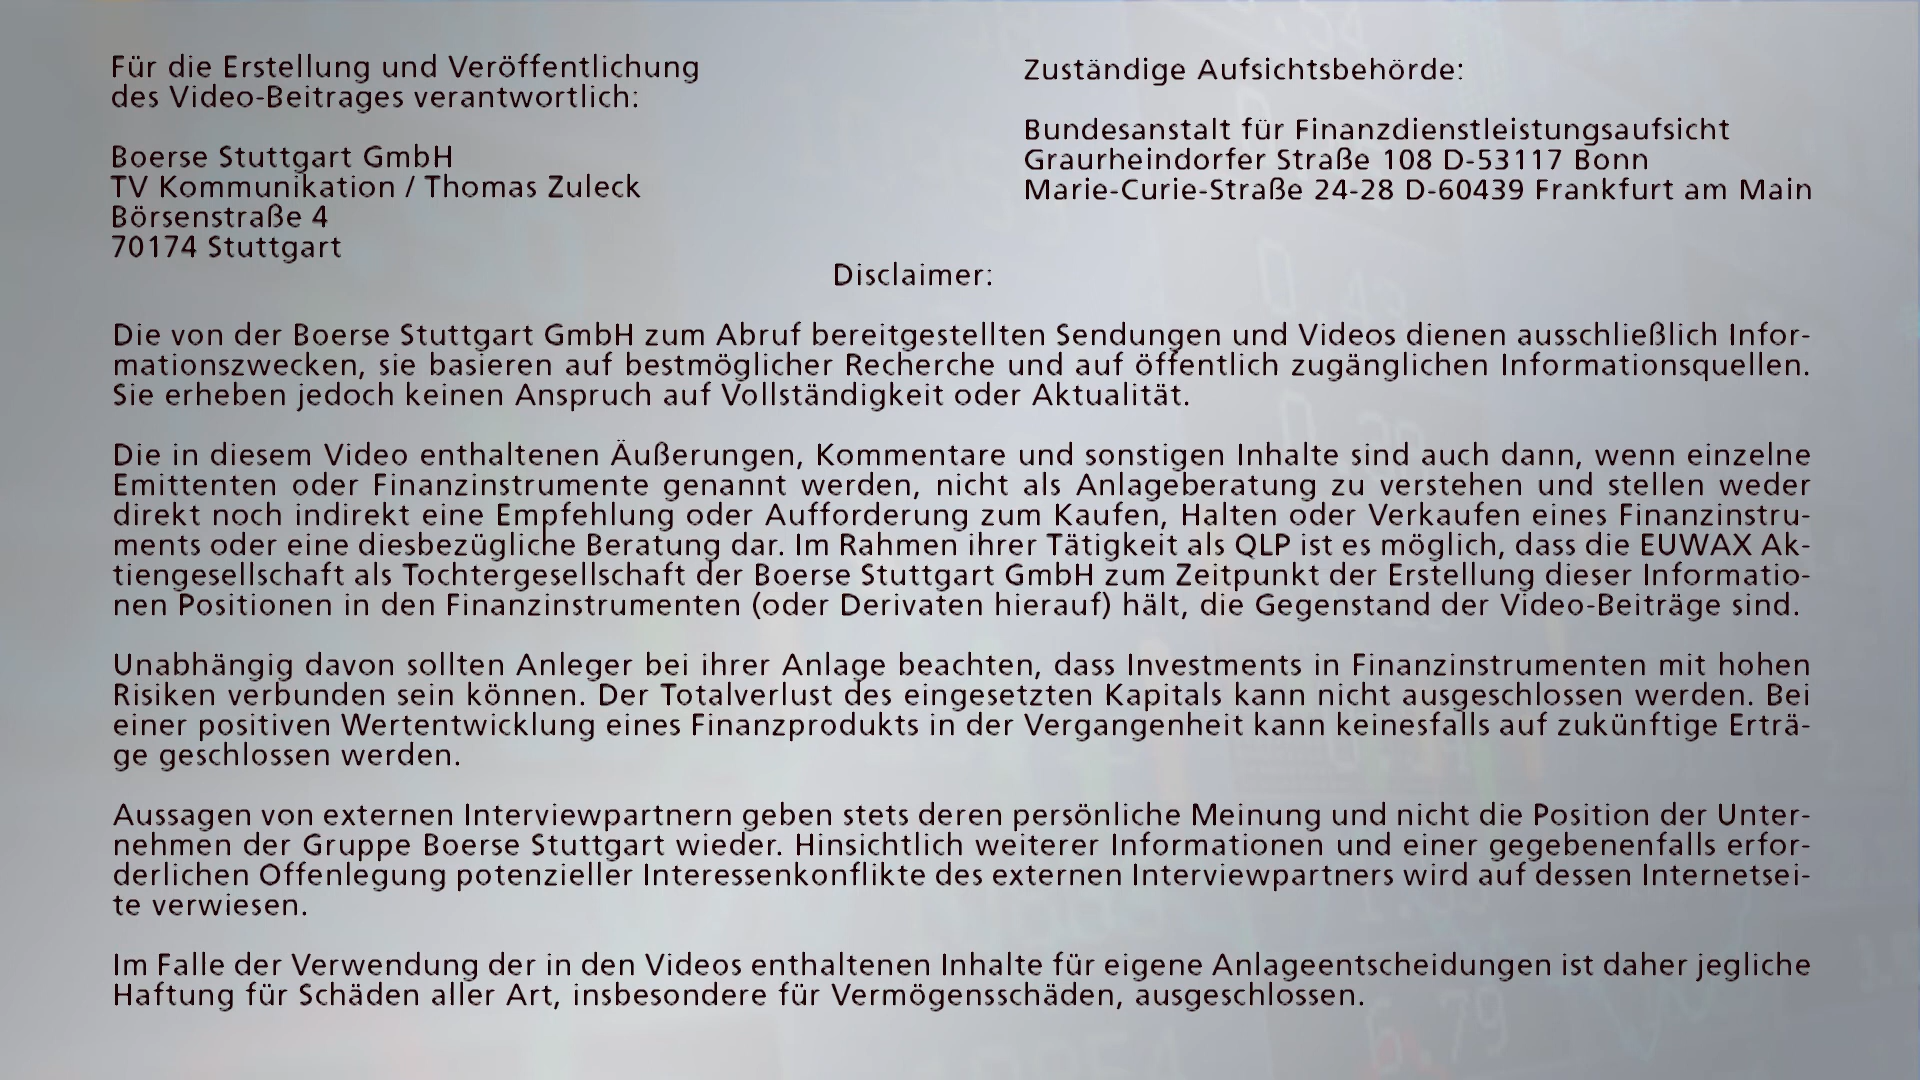 Für die Erstellung und Veröffentlichung
des Video-Beitrages verantwortlich:
Boerse Stuttgart GmbH
TV Kommunikation / Thomas Zuleck
Börsenstraße 4
70174 Stuttgart
Zuständige Aufsichtsbehörde:
Bundesanstalt für Finanzdienstleistungsaufsicht
Graurheindorfer Straße 108 D-53117 Bonn
Marie-Curie-Straße 24-28 D-60439 Frankfurt am Main
Disclaimer:
Die von der Boerse Stuttgart GmbH zum Abruf bereitgestellten Sendungen und Videos dienen ausschließlich Infor-
mationszwecken, sie basieren auf bestmöglicher Recherche und auf öffentlich zugänglichen Informationsquellen.
Sie erheben jedoch keinen Anspruch auf Vollständigkeit oder Aktualität.
Die in diesem Video enthaltenen Äußerungen, Kommentare und sonstigen Inhalte sind auch dann, wenn einzelne
Emittenten oder Finanzinstrumente genannt werden, nicht als Anlageberatung zu verstehen und stellen weder
direkt noch indirekt eine Empfehlung oder Aufforderung zum Kaufen, Halten oder Verkaufen eines Finanzinstru-
ments oder eine diesbezügliche Beratung dar. Im Rahmen ihrer Tätigkeit als QLP ist es möglich, dass die EUWAX Ak-
tiengesellschaft als Tochtergesellschaft der Boerse Stuttgart GmbH zum Zeitpunkt der Erstellung dieser Informatio-
nen Positionen in den Finanzinstrumenten (oder Derivaten hierauf) hält, die Gegenstand der Video-Beiträge sind.
Unabhängig davon sollten Anleger bei ihrer Anlage beachten, dass Investments in Finanzinstrumenten mit hohen
Risiken verbunden sein können. Der Totalverlust des eingesetzten Kapitals kann nicht ausgeschlossen werden. Bei
einer positiven Wertentwicklung eines Finanzprodukts in der Vergangenheit kann keinesfalls auf zukünftige Erträ-
ge geschlossen werden.
Aussagen von externen Interviewpartnern geben stets deren persönliche Meinung und nicht die Position der Unter-
nehmen der Gruppe Boerse Stuttgart wieder. Hinsichtlich weiterer Informationen und einer gegebenenfalls erfor-
derlichen Offenlegung potenzieller Interessenkonflikte des externen Interviewpartners wird auf dessen Internetsei-
te verwiesen.
Im Falle der Verwendung der in den Videos enthaltenen Inhalte für eigene Anlageentscheidungen ist daher jegliche
Haftung für Schäden aller Art, insbesondere für Vermögensschäden, ausgeschlossen.